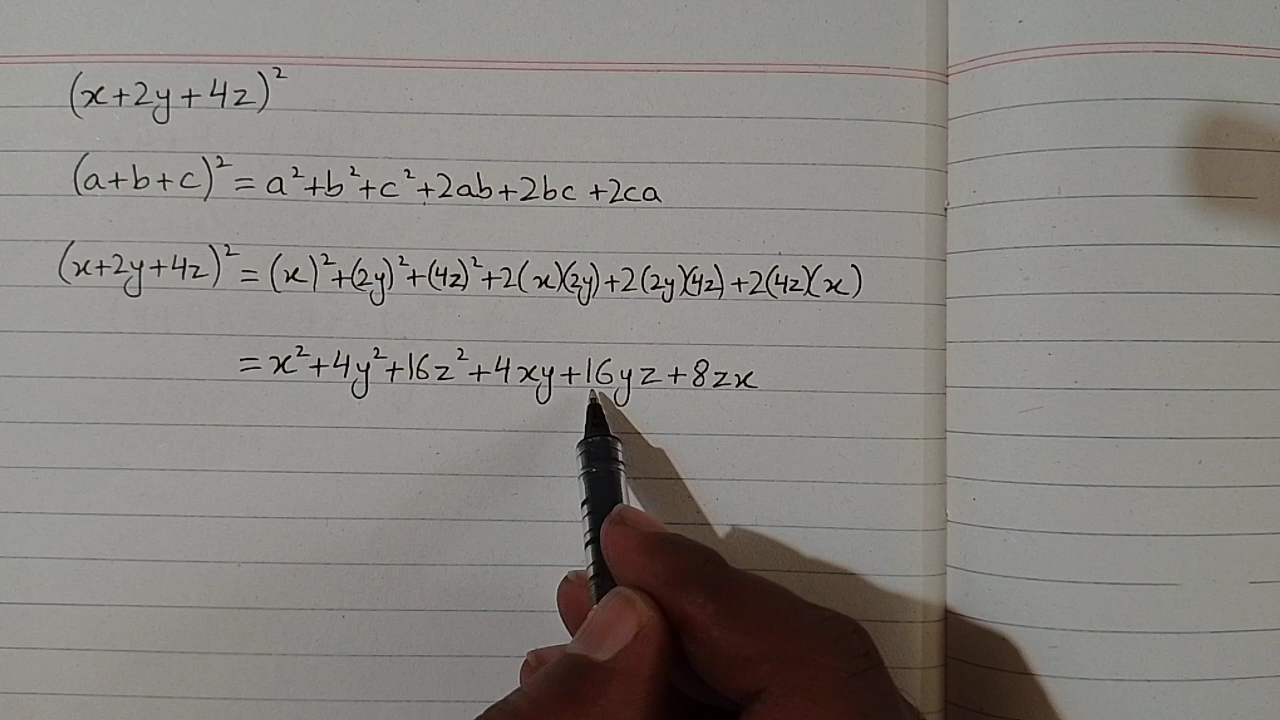 (x+2y+4z)²
(a+b+c)² = a²+b²+c²+2ab+2bc+2ca
(x+2y+4z)² = (x)²+(2y)²+(4z)²+2(x)(2y)+2(2y)(4z)+2(4z)(x)
= x²+4y²+16z²+4xy+16yz+8zx